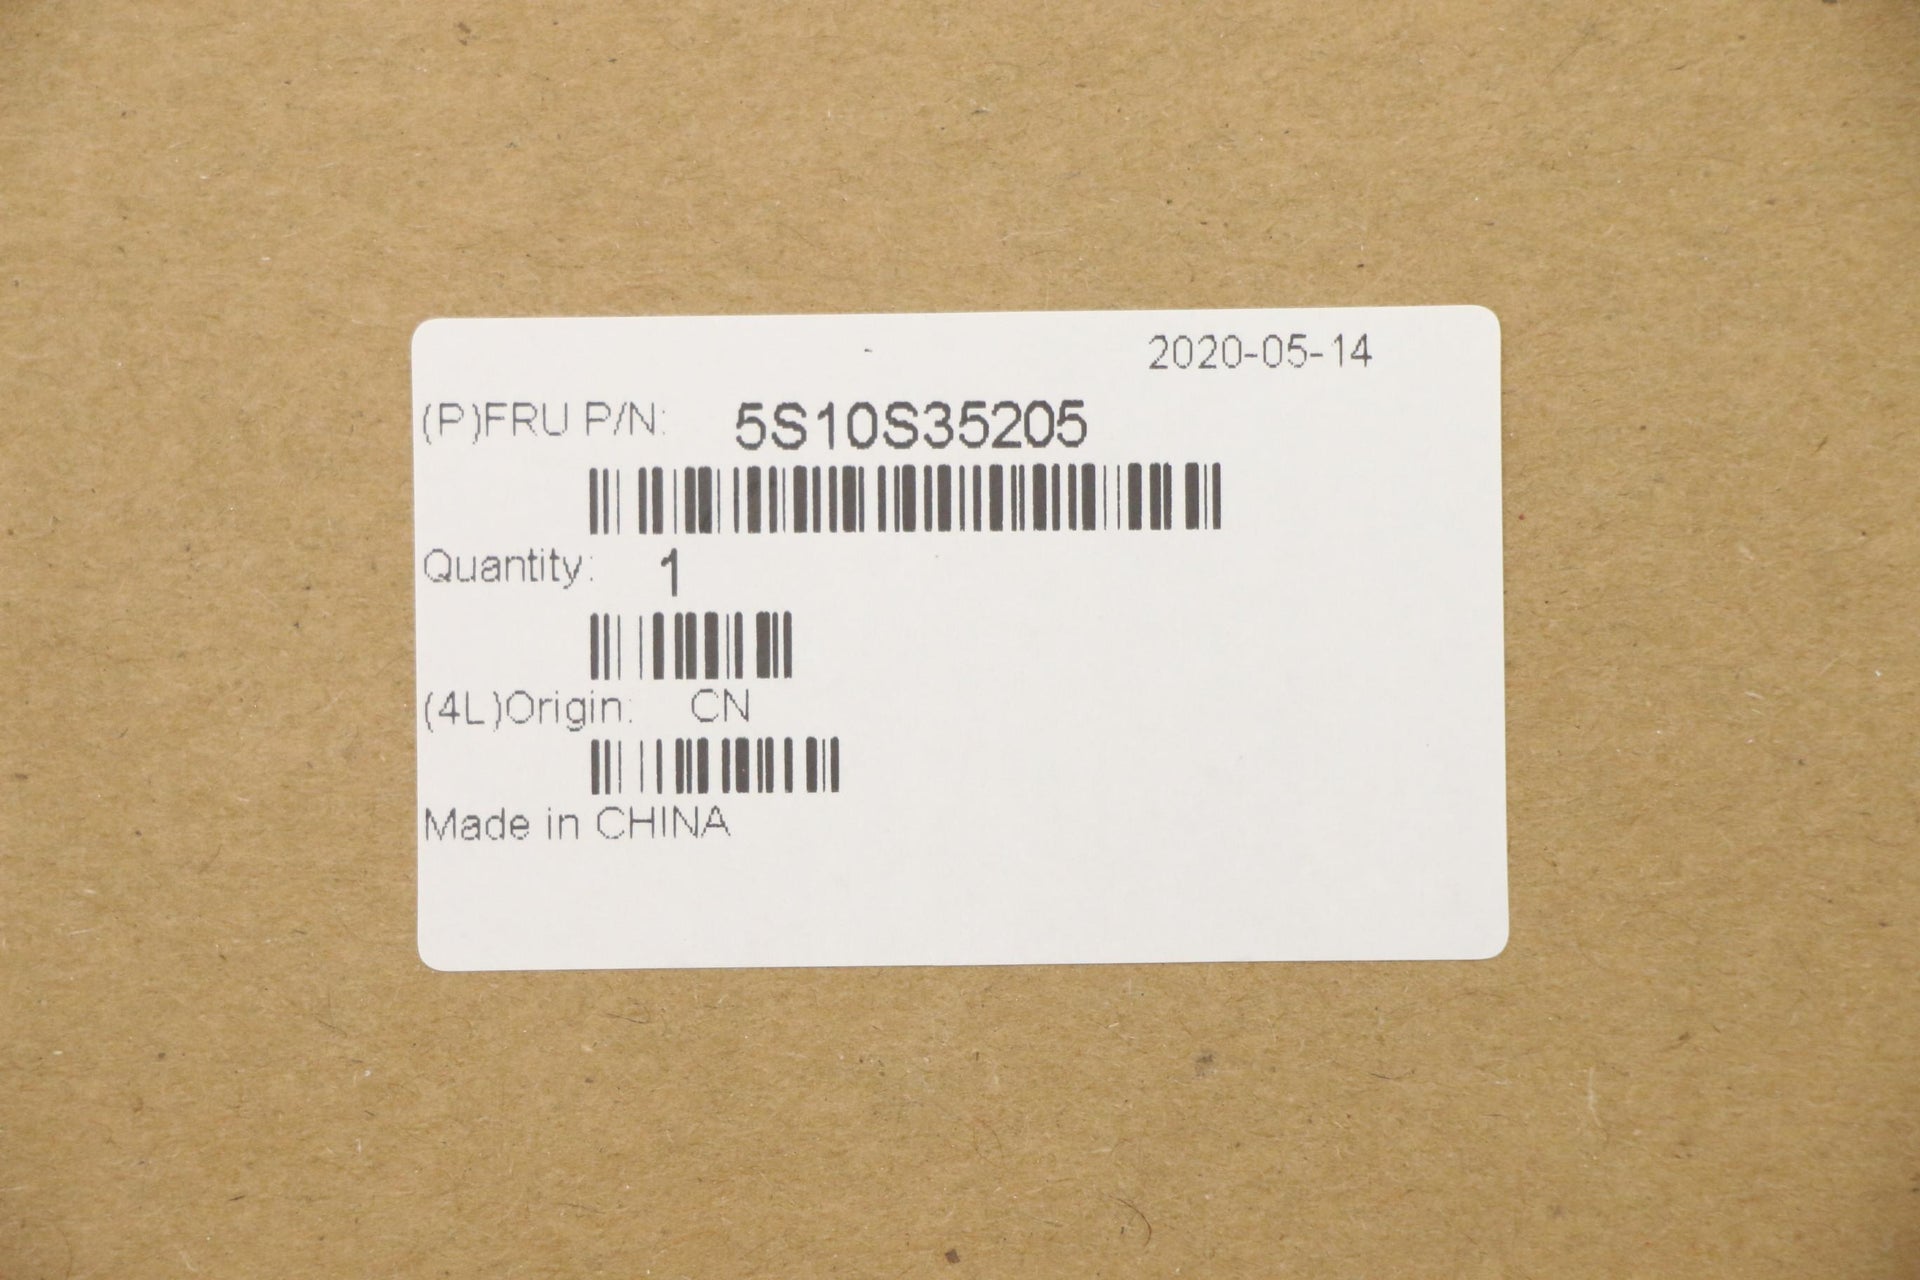 2020-05-14
(P)FRU P/N: 5S10S35205
Quantity: 1
(4L)Origin: CN
Made in CHINA